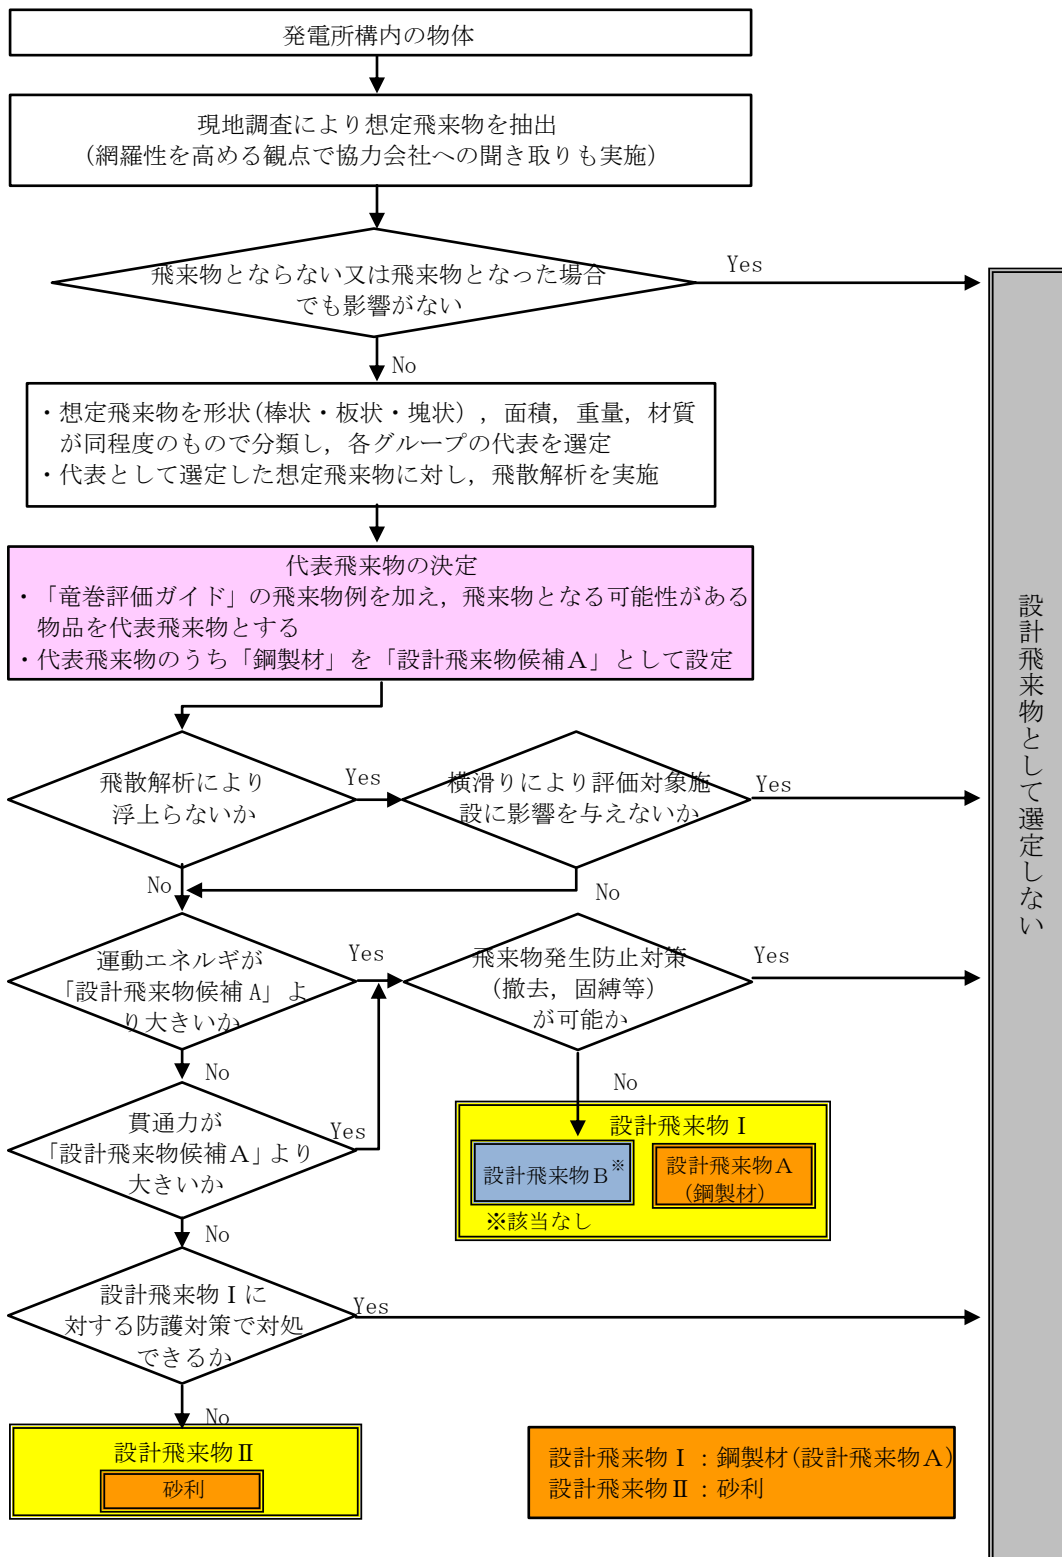 発電所構内の物体
現地調査により想定飛来物を抽出
(網羅性を高める観点で協力会社への聞き取りも実施)
飛来物とならない又は飛来物となった場合
でも影響がない
Yes
No
・想定飛来物を形状(棒状・板状・塊状)，面積，重量，材質
が同程度のもので分類し，各グループの代表を選定
・代表として選定した想定飛来物に対し，飛散解析を実施
代表飛来物の決定
・「竜巻評価ガイド」の飛来物例を加え，飛来物となる可能性がある
物品を代表飛来物とする
・代表飛来物のうち「鋼製材」を「設計飛来物候補Ａ」として設定
飛散解析により
浮上らないか
Yes
No
横滑りにより評価対象施
設に影響を与えないか
Yes
No
運動エネルギが
「設計飛来物候補 A」よ
り大きいか
Yes
No
飛来物発生防止対策
(撤去，固縛等)
が可能か
Yes
No
貫通力が
「設計飛来物候補Ａ」より
大きいか
Yes
No
設計飛来物Ⅰ
設計飛来物Ｂ※
設計飛来物Ａ
(鋼製材)
※該当なし
設計飛来物Ⅰに
対する防護対策で対処
できるか
Yes
No
設計飛来物Ⅱ
砂利
設計飛来物Ⅰ：鋼製材(設計飛来物Ａ)
設計飛来物Ⅱ：砂利
設計飛来物として選定しない